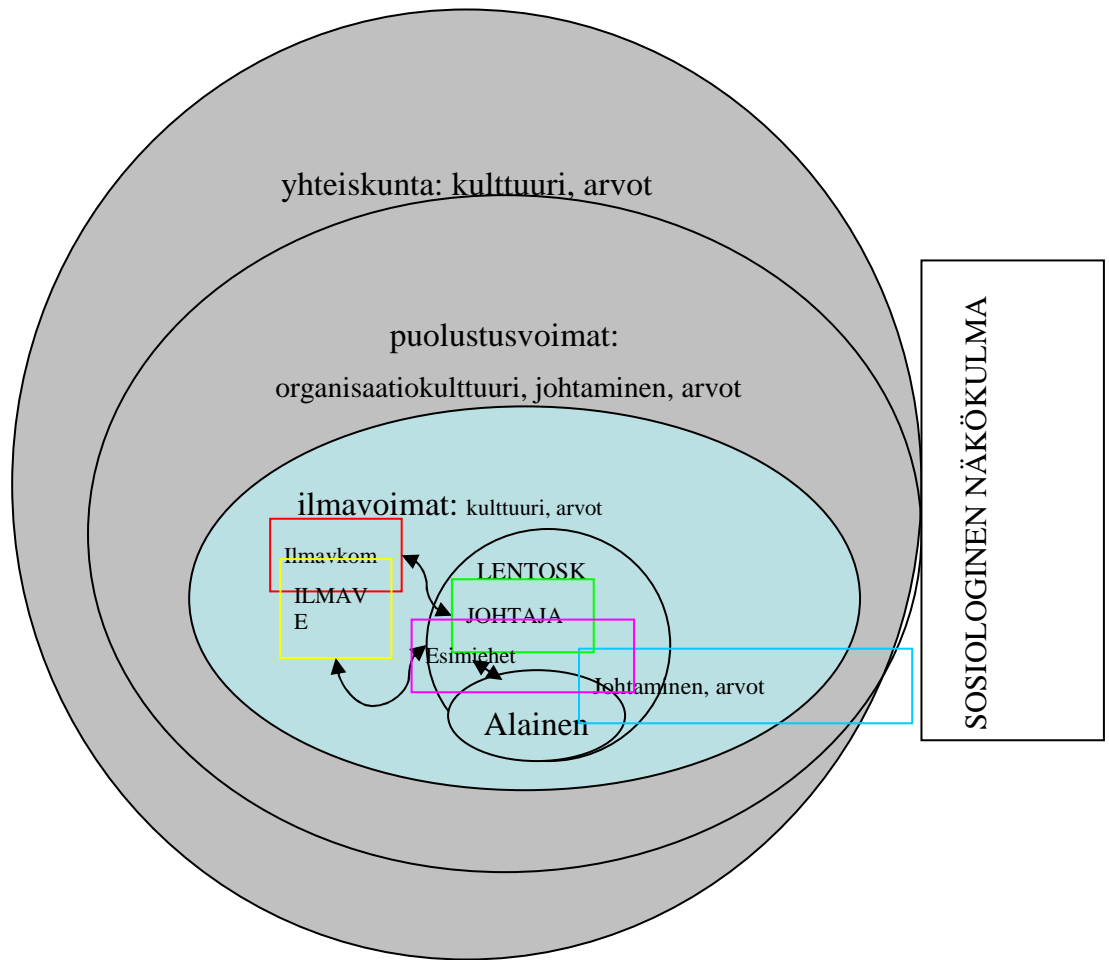 yhteiskunta: kulttuuri, arvot
puolustusvoimat:
organisaatiokulttuuri, johtaminen, arvot
ilmavoimat: kulttuuri, arvot
Ilmavkom
ILMAV
E
LENTOSK
JOHTAJA
Esimiehet
Johtaminen, arvot
Alainen
SOSIOLOGINEN NÄKÖKULMA